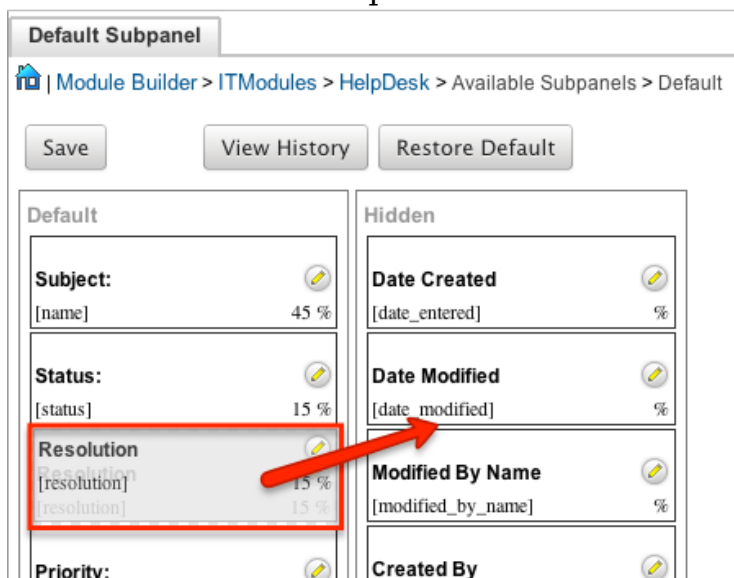 Default Subpanel
| Module Builder > ITModules > HelpDesk > Available Subpanels > Default
Save View History Restore Default
Default
Subject:
[name] 45 %
Status:
[status] 15 %
Resolution
Resolution
[resolution] 15 %
[resolution] 15 %
Priority:
Hidden
Date Created
[date_entered] %
Date Modified
[date_modified] %
Modified By Name
[modified_by_name] %
Created By